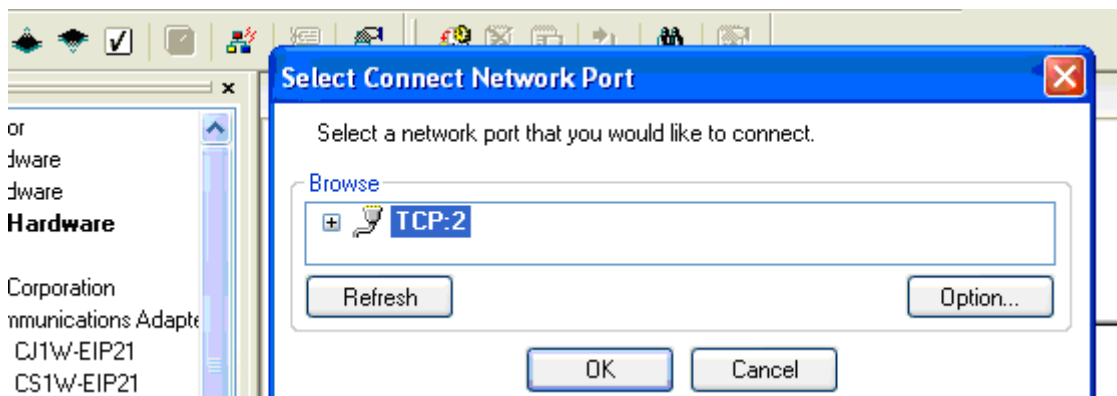 Select Connect Network Port
Select a network port that you would like to connect.
Browse
TCP:2
Refresh
Option...
OK
Cancel
x
or
dware
dware
Hardware
Corporation
mmunications Adapte
CJ1W-EIP21
CS1W-EIP21